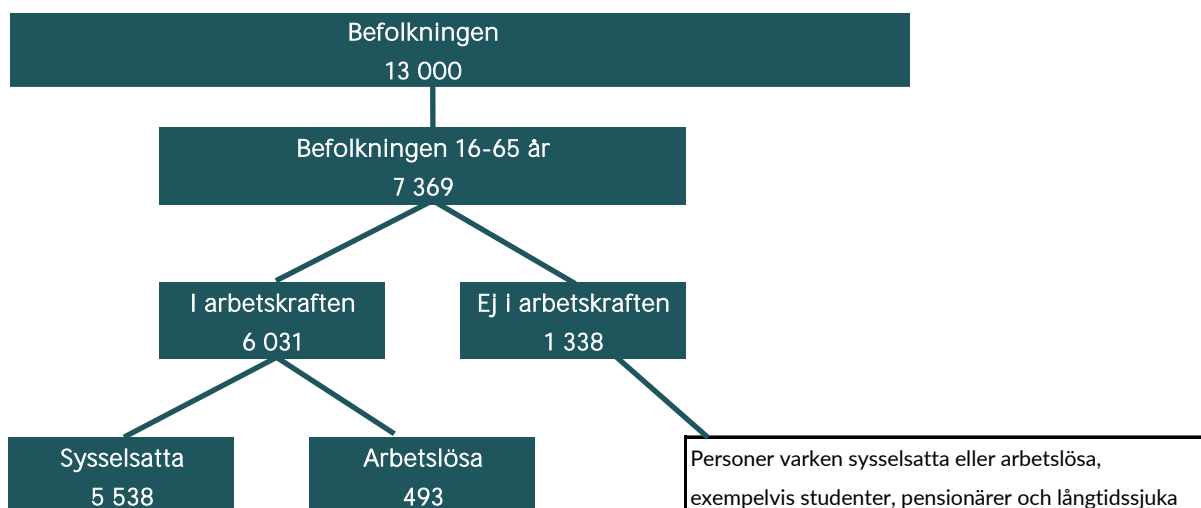 Befolkningen
13 000
Befolkningen 16-65 år
7 369
I arbetskraften
6 031
Ej i arbetskraften
1 338
Sysselsatta
5 538
Arbetslösa
493
Personer varken sysselsatta eller arbetslösa,
exempelvis studenter, pensionärer och långtidssjuka